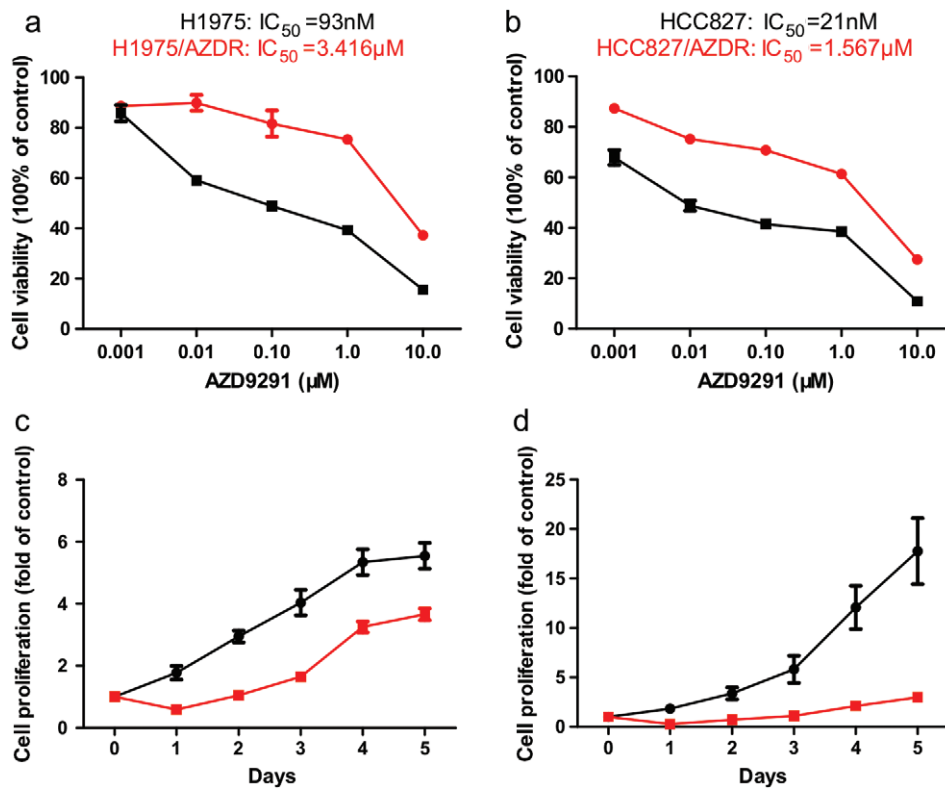 a
H1975: IC50 =93nM
H1975/AZDR: IC50 =3.416µM
Cell viability (100% of control)
100
80
60
40
20
0
0.001 0.01 0.10 1.0 10.0
AZD9291 (µM)
b
HCC827: IC50 =21nM
HCC827/AZDR: IC50 =1.567µM
Cell viability (100% of control)
100
80
60
40
20
0
0.001 0.01 0.10 1.0 10.0
AZD9291 (µM)
c
Cell proliferation (fold of control)
8
6
4
2
0
0 1 2 3 4 5
Days
d
Cell proliferation (fold of control)
25
20
15
10
5
0
0 1 2 3 4 5
Days